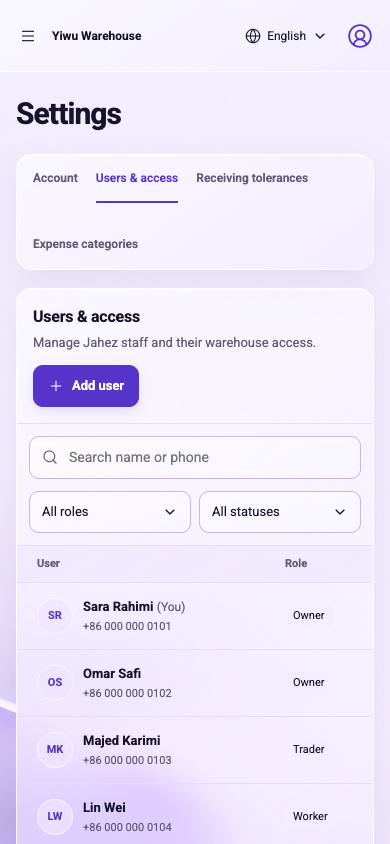 Yiwu Warehouse
English
Settings
Account
Users & access
Receiving tolerances
Expense categories
Users & access
Manage Jahez staff and their warehouse access.
Add user
Search name or phone
All roles
All statuses
User
Role
SR
Sara Rahimi (You)
+86 000 000 0101
Owner
OS
Omar Safi
+86 000 000 0102
Owner
MK
Majed Karimi
+86 000 000 0103
Trader
LW
Lin Wei
+86 000 000 0104
Worker